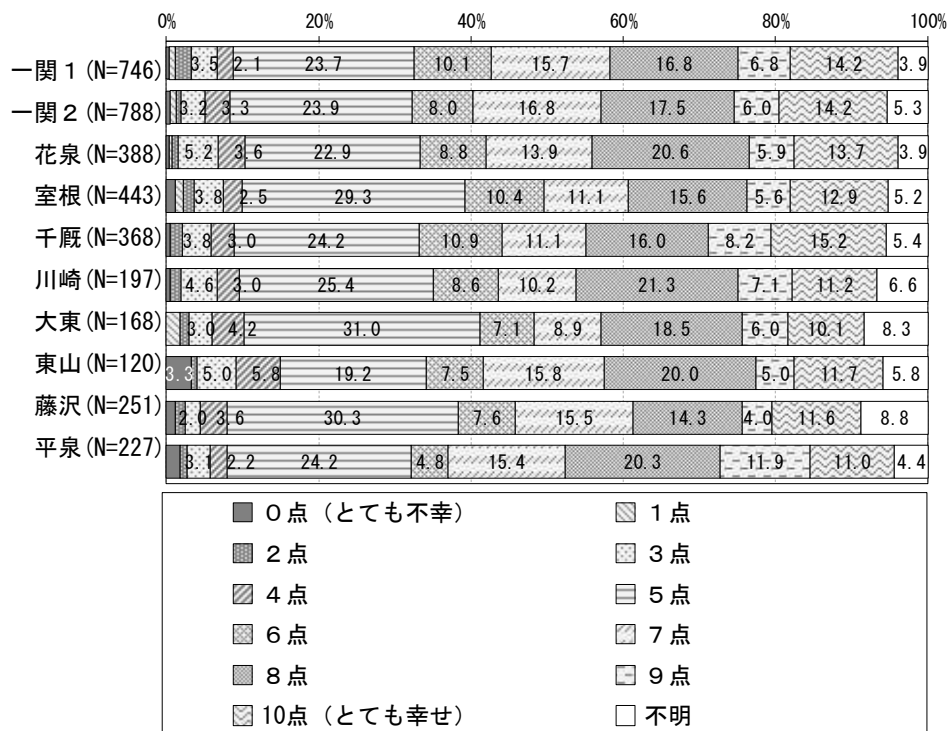 0% 20% 40% 60% 80% 100%
一関１(N=746) 3.5 2.1 23.7 10.1 15.7 16.8 6.8 14.2 3.9
一関２(N=788) 3.2 3.3 23.9 8.0 16.8 17.5 6.0 14.2 5.3
花泉(N=388) 5.2 3.6 22.9 8.8 13.9 20.6 5.9 13.7 3.9
室根(N=443) 3.8 2.5 29.3 10.4 11.1 15.6 5.6 12.9 5.2
千厩(N=368) 3.8 3.0 24.2 10.9 11.1 16.0 8.2 15.2 5.4
川崎(N=197) 4.6 3.0 25.4 8.6 10.2 21.3 7.1 11.2 6.6
大東(N=168) 3.0 4.2 31.0 7.1 8.9 18.5 6.0 10.1 8.3
東山(N=120) 3.3 5.0 5.8 19.2 7.5 15.8 20.0 5.0 11.7 5.8
藤沢(N=251) 2.0 3.6 30.3 7.6 15.5 14.3 4.0 11.6 8.8
平泉(N=227) 3.1 2.2 24.2 4.8 15.4 20.3 11.9 11.0 4.4
０点（とても不幸） １点
２点 ３点
４点 ５点
６点 ７点
８点 ９点
10点（とても幸せ） 不明